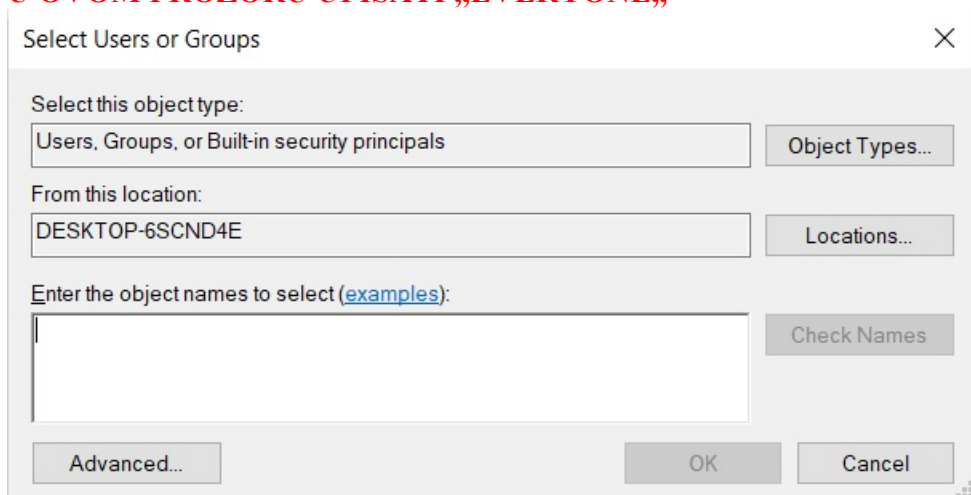 U OVOM PROZORU UPISATI „EVERYONE„
Select Users or Groups
Select this object type:
Users, Groups, or Built-in security principals
Object Types...
From this location:
DESKTOP-6SCND4E
Locations...
Enter the object names to select (examples):
Check Names
Advanced...
OK
Cancel